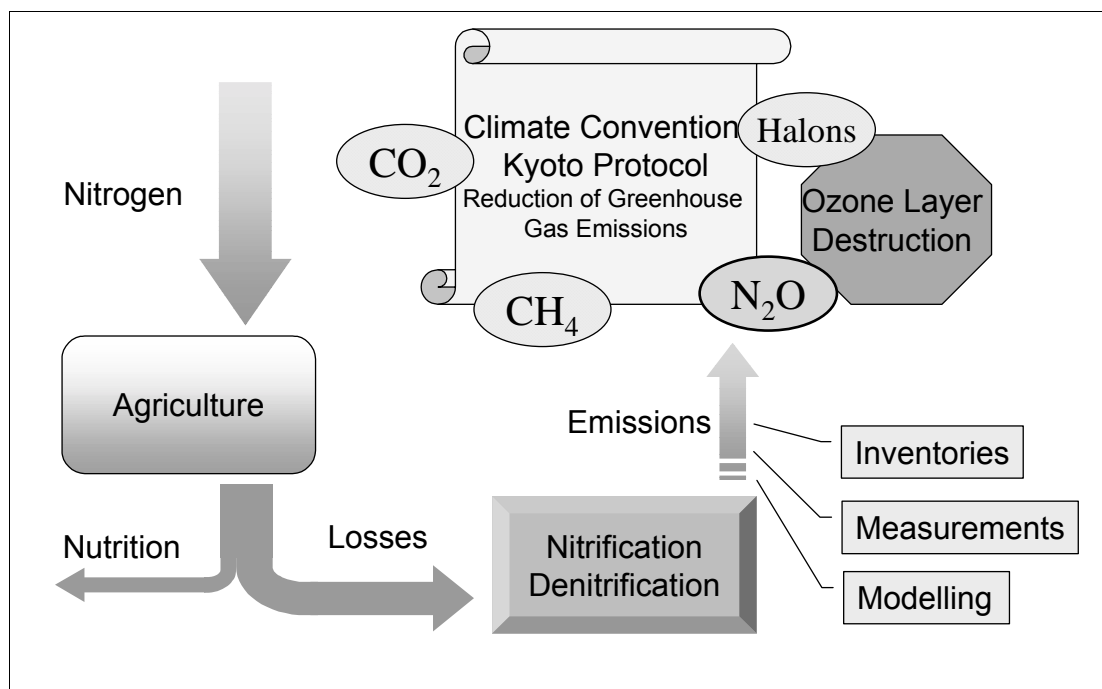 Climate Convention
Kyoto Protocol
Reduction of Greenhouse
Gas Emissions
Halons
CO₂
Ozone Layer
Destruction
Nitrogen
N₂O
CH₄
Agriculture
Emissions
Inventories
Measurements
Modelling
Nutrition
Losses
Nitrification
Denitrification